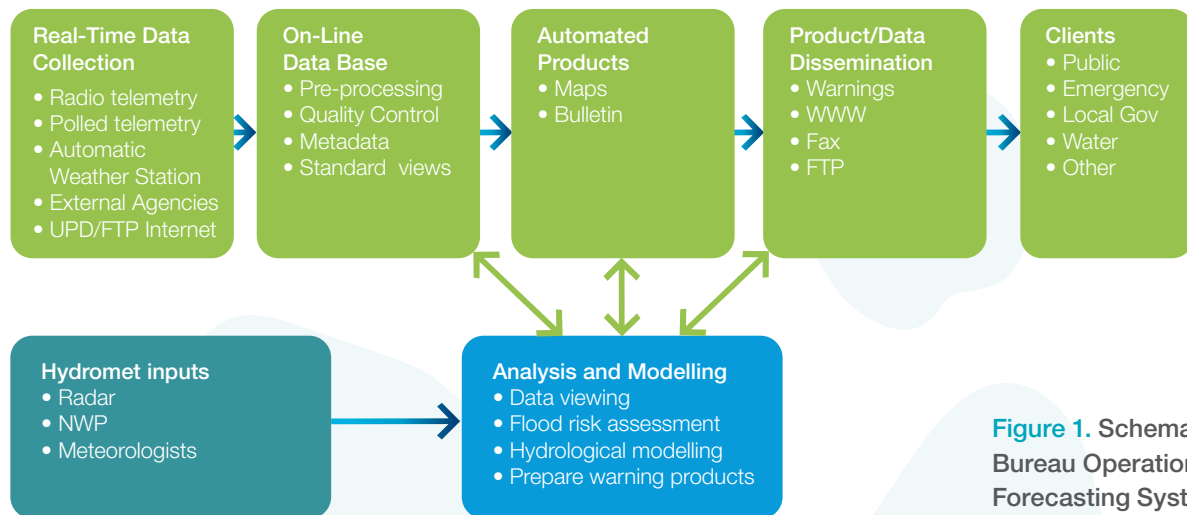 Real-Time Data
Collection
• Radio telemetry
• Polled telemetry
• Automatic
Weather Station
• External Agencies
• UPD/FTP Internet
On-Line
Data Base
• Pre-processing
• Quality Control
• Metadata
• Standard views
Automated
Products
• Maps
• Bulletin
Product/Data
Dissemination
• Warnings
• WWW
• Fax
• FTP
Clients
• Public
• Emergency
• Local Gov
• Water
• Other
Hydromet inputs
• Radar
• NWP
• Meteorologists
Analysis and Modelling
• Data viewing
• Flood risk assessment
• Hydrological modelling
• Prepare warning products
Figure 1.
Bureau
Forecasting